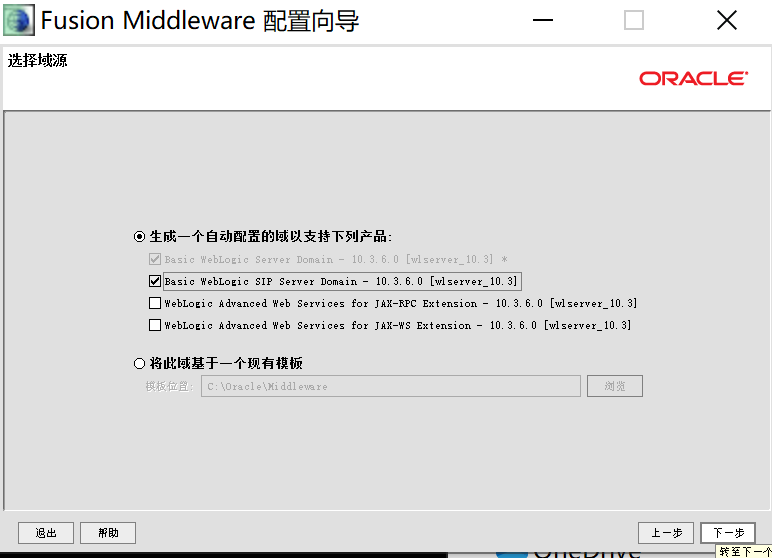 Fusion Middleware 配置向导
选择域源
ORACLE
生成一个自动配置的域以支持下列产品:
Basic WebLogic Server Domain - 10.3.6.0 [wlserver_10.3] *
Basic WebLogic SIP Server Domain - 10.3.6.0 [wlserver_10.3]
WebLogic Advanced Web Services for JAX-RPC Extension - 10.3.6.0 [wlserver_10.3]
WebLogic Advanced Web Services for JAX-WS Extension - 10.3.6.0 [wlserver_10.3]
将此域基于一个现有模板
模板位置: C:\Oracle\Middleware 浏览
退出 帮助 上一步 下一步
OneDrive 转至下一个